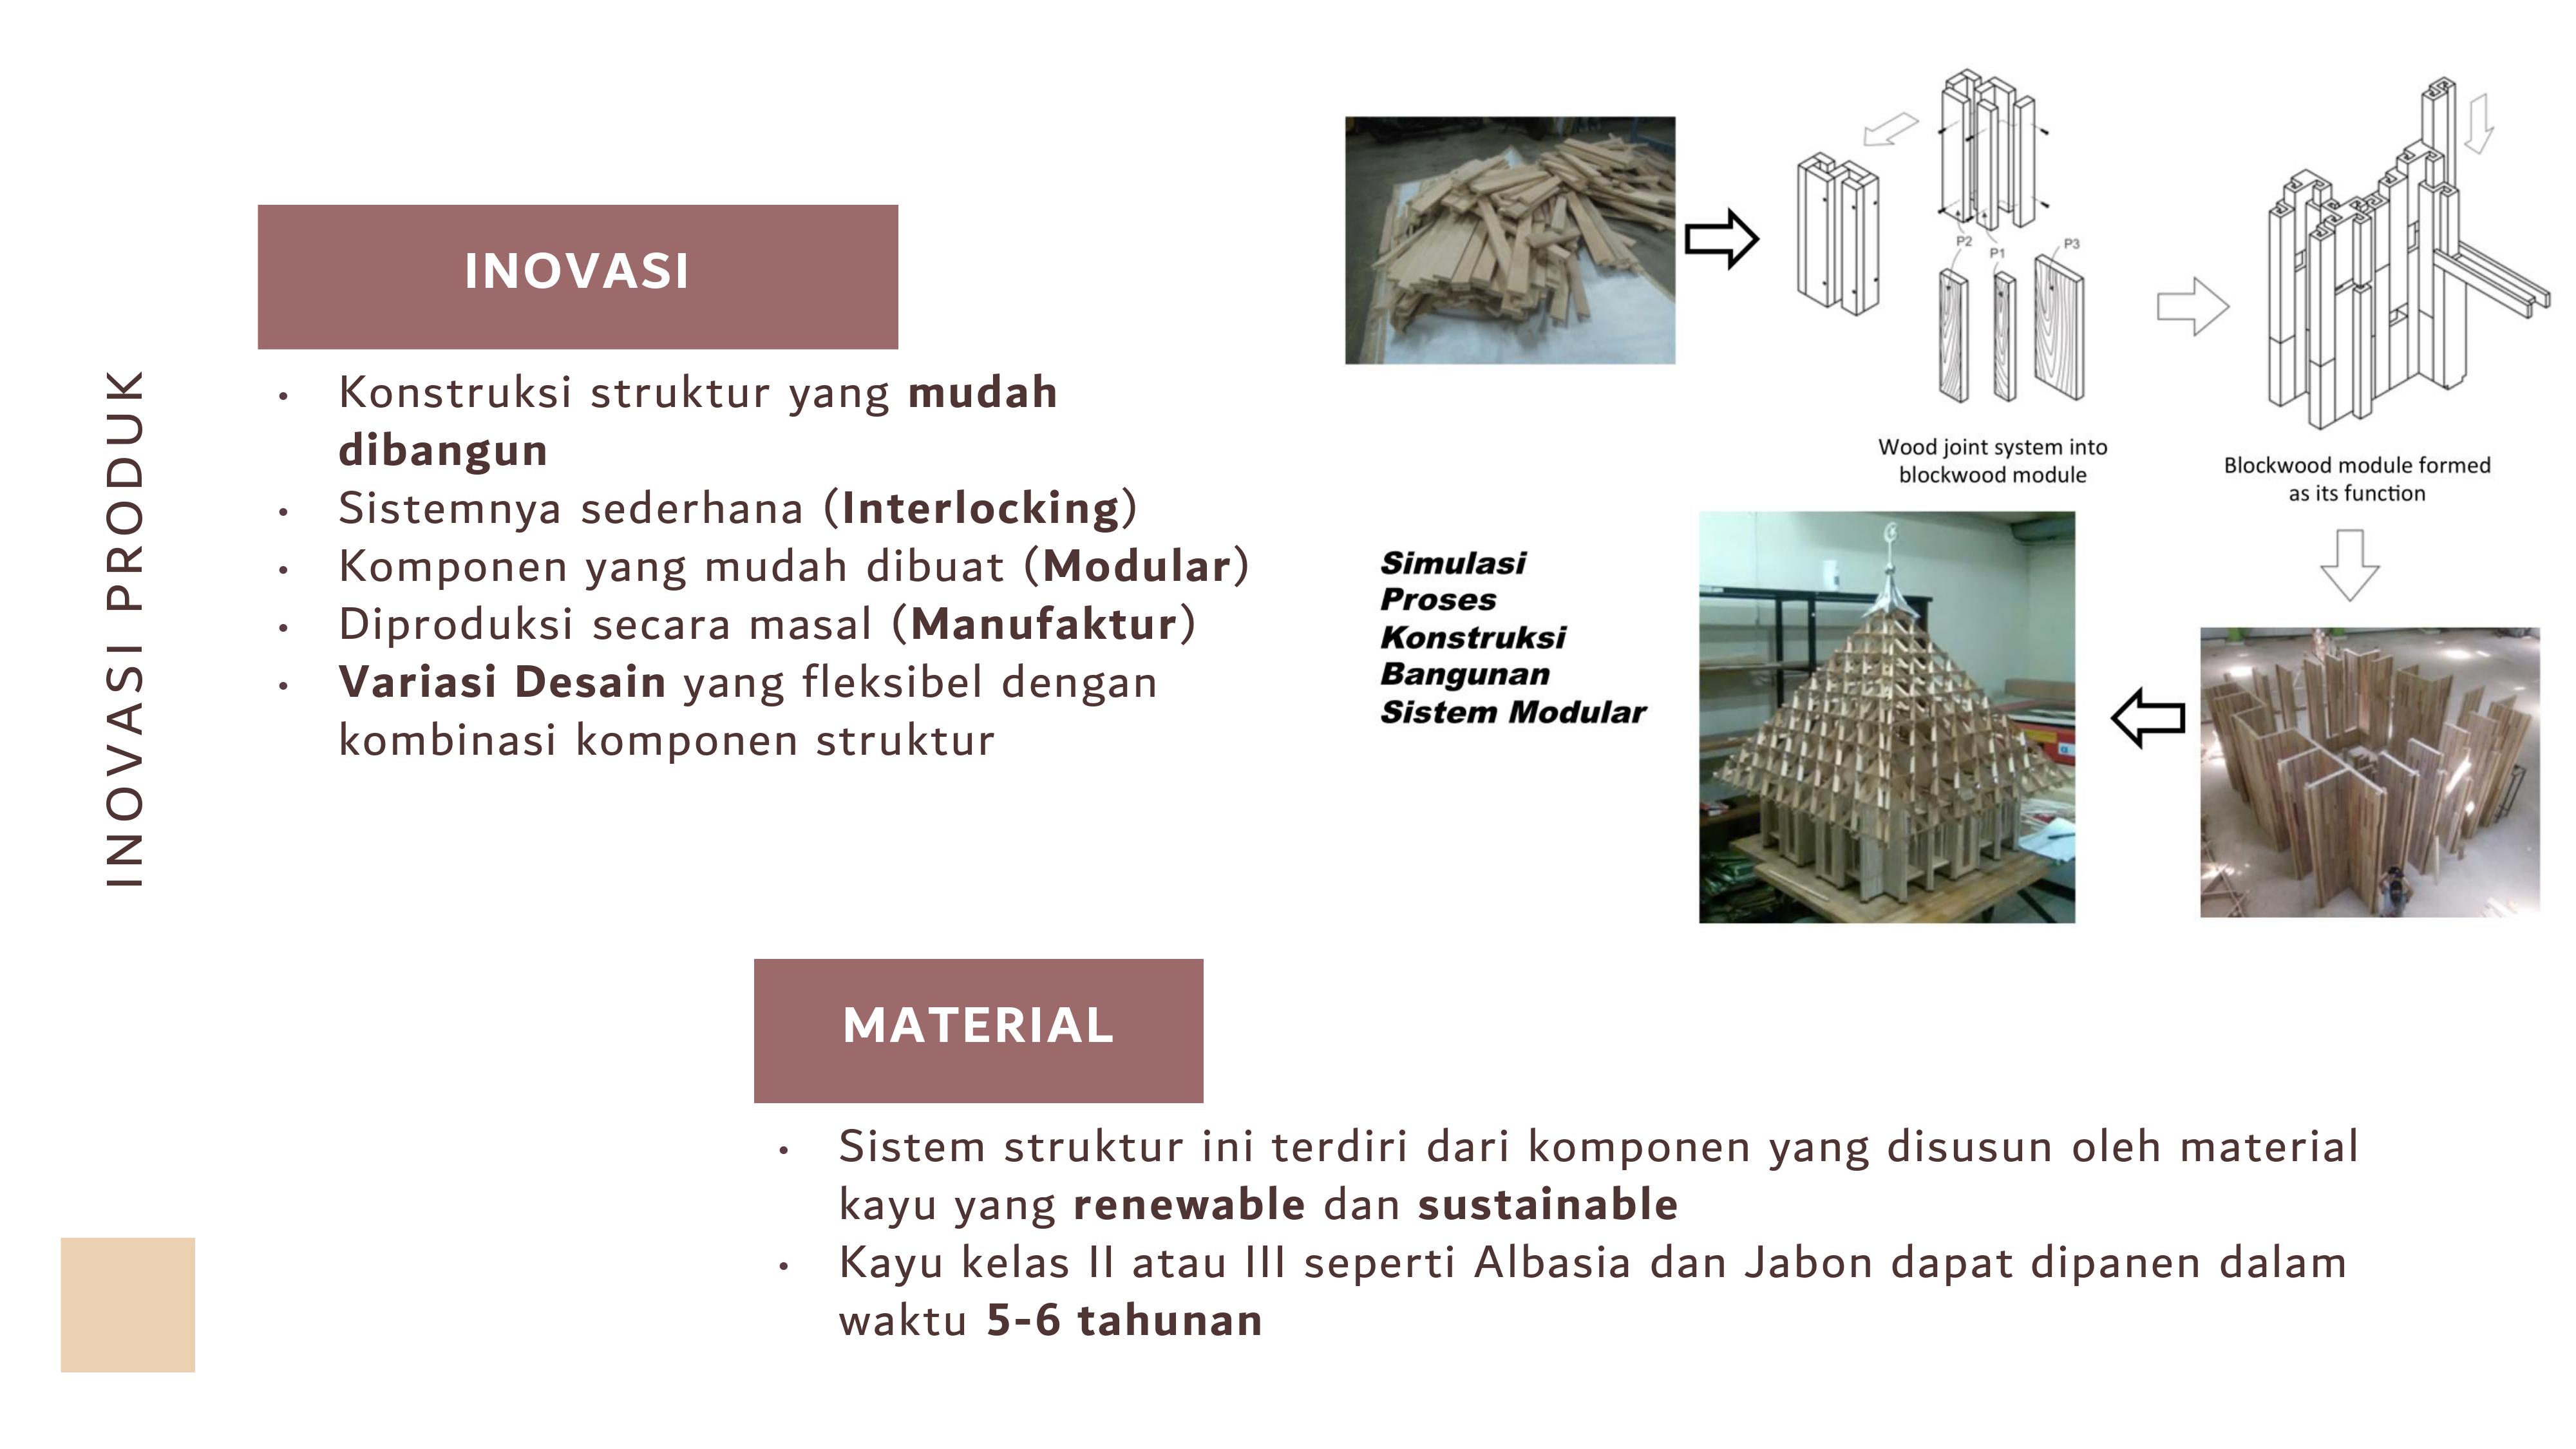 INOVASI PRODUK
INOVASI
• Konstruksi struktur yang mudah
dibangun
• Sistemnya sederhana (Interlocking)
• Komponen yang mudah dibuat (Modular)
• Diproduksi secara masal (Manufaktur)
• Variasi Desain yang fleksibel dengan
kombinasi komponen struktur
P2
P1
P3
Wood joint system into
blockwood module
Blockwood module formed
as its function
Simulasi
Proses
Konstruksi
Bangunan
Sistem Modular
MATERIAL
• Sistem struktur ini terdiri dari komponen yang disusun oleh material
kayu yang renewable dan sustainable
• Kayu kelas II atau III seperti Albasia dan Jabon dapat dipanen dalam
waktu 5-6 tahunan